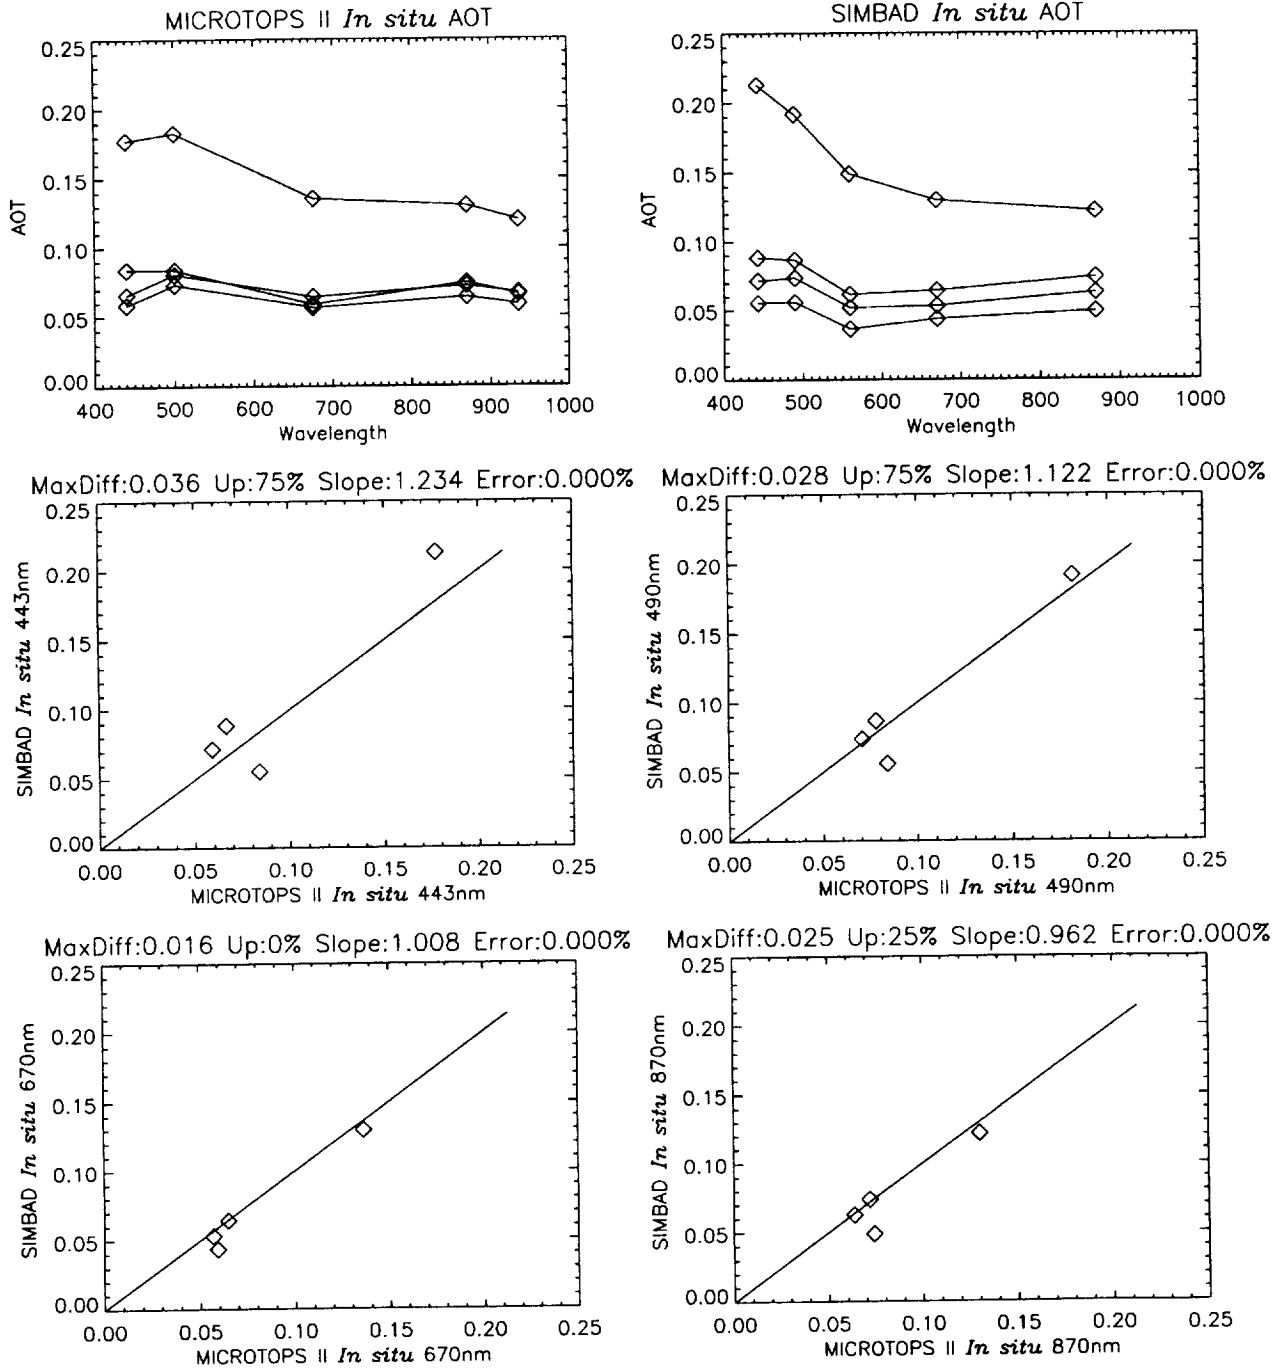 MICROTOPS II In situ AOT
0.25
0.20
0.15
0.10
0.05
0.00
AOT
400 500 600 700 800 900 1000
Wavelength
SIMBAD In situ AOT
0.25
0.20
0.15
0.10
0.05
0.00
AOT
400 500 600 700 800 900 1000
Wavelength
MaxDiff:0.036 Up:75% Slope:1.234 Error:0.000%
0.25
0.20
0.15
0.10
0.05
0.00
SIMBAD In situ 443nm
0.00 0.05 0.10 0.15 0.20 0.25
MICROTOPS II In situ 443nm
MaxDiff:0.028 Up:75% Slope:1.122 Error:0.000%
0.25
0.20
0.15
0.10
0.05
0.00
SIMBAD In situ 490nm
0.00 0.05 0.10 0.15 0.20 0.25
MICROTOPS II In situ 490nm
MaxDiff:0.016 Up:0% Slope:1.008 Error:0.000%
0.25
0.20
0.15
0.10
0.05
0.00
SIMBAD In situ 670nm
0.00 0.05 0.10 0.15 0.20 0.25
MICROTOPS II In situ 670nm
MaxDiff:0.025 Up:25% Slope:0.962 Error:0.000%
0.25
0.20
0.15
0.10
0.05
0.00
SIMBAD In situ 870nm
0.00 0.05 0.10 0.15 0.20 0.25
MICROTOPS II In situ 870nm